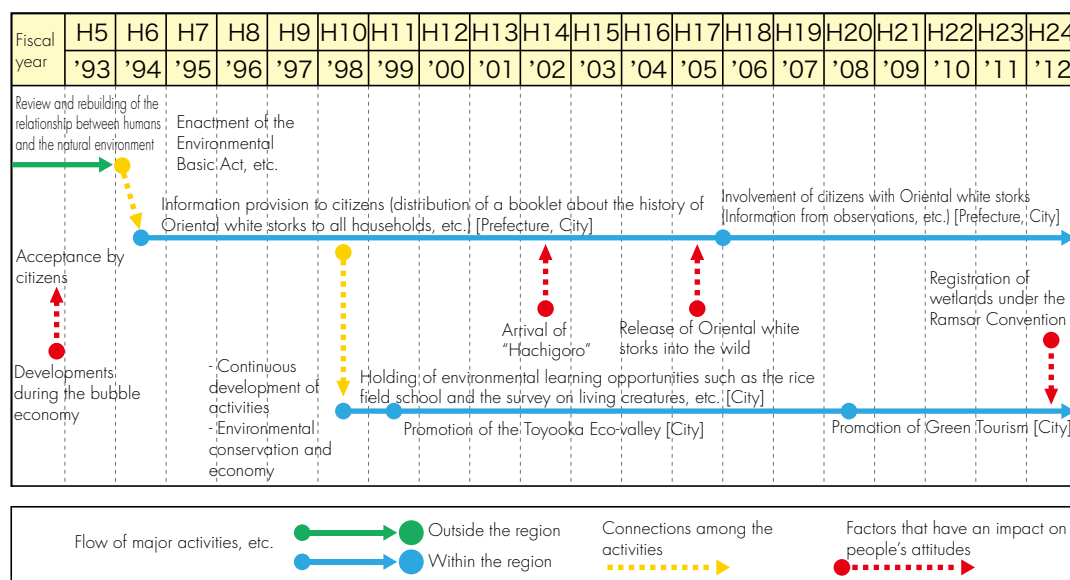 Fiscal
year
H5 H6 H7 H8 H9 H10 H11 H12 H13 H14 H15 H16 H17 H18 H19 H20 H21 H22 H23 H24
’93 ’94 ’95 ’96 ’97 ’98 ’99 ’00 ’01 ’02 ’03 ’04 ’05 ’06 ’07 ’08 ’09 ’10 ’11 ’12
Review and rebuilding of the
relationship between humans
and the natural environment
Enactment of the
Environmental
Basic Act, etc.
Information provision to citizens (distribution of a booklet about the history of
Oriental white storks to all households, etc.) [Prefecture, City]
Involvement of citizens with Oriental white storks
(Information from observations, etc.) [Prefecture, City]
Acceptance by
citizens
Developments
during the bubble
economy
Arrival of
“Hachigoro”
Release of Oriental white
storks into the wild
Registration of
wetlands under the
Ramsar Convention
- Continuous
development of
activities
- Environmental
conservation and
economy
Holding of environmental learning opportunities such as the rice
field school and the survey on living creatures, etc. [City]
Promotion of the Toyooka Eco-valley [City]
Promotion of Green Tourism [City]
Flow of major activities, etc.
Outside the region
Within the region
Connections among the
activities
Factors that have an impact on
people’s attitudes